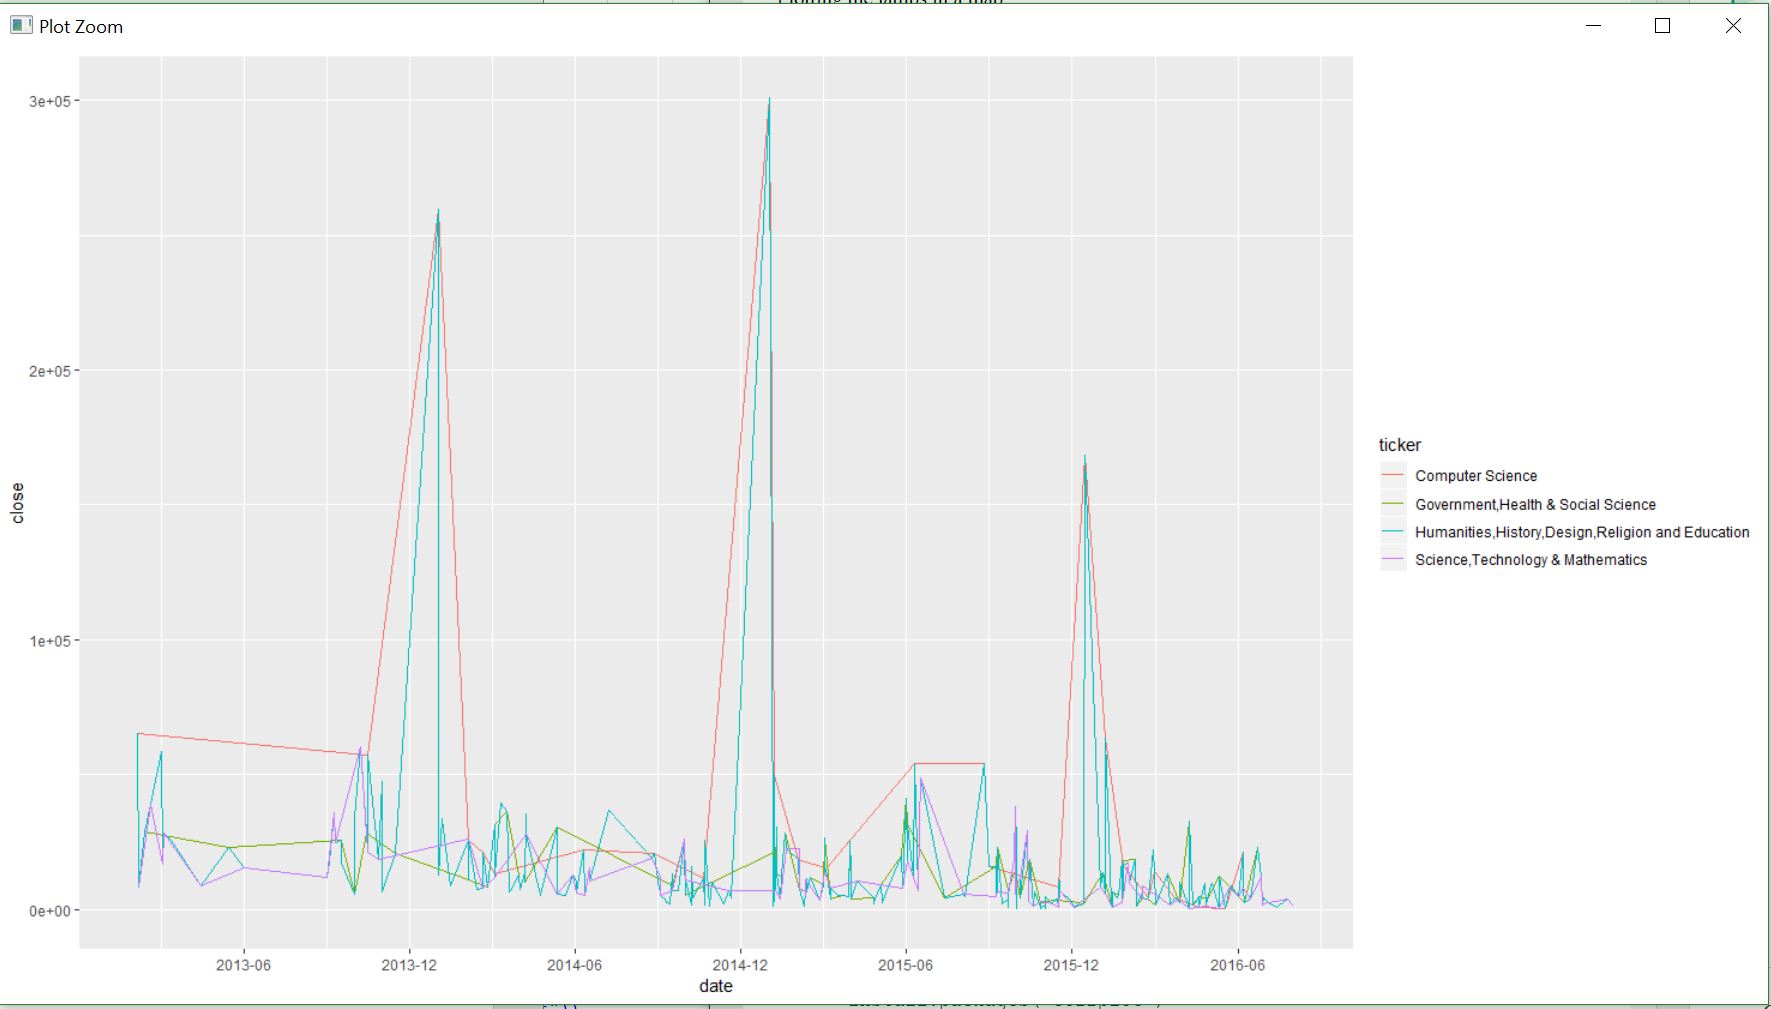 Plot Zoom
3e+05
2e+05
1e+05
0e+00
close
2013-06
2013-12
2014-06
2014-12
2015-06
2015-12
2016-06
date
ticker
Computer Science
Government,Health & Social Science
Humanities,History,Design,Religion and Education
Science,Technology & Mathematics